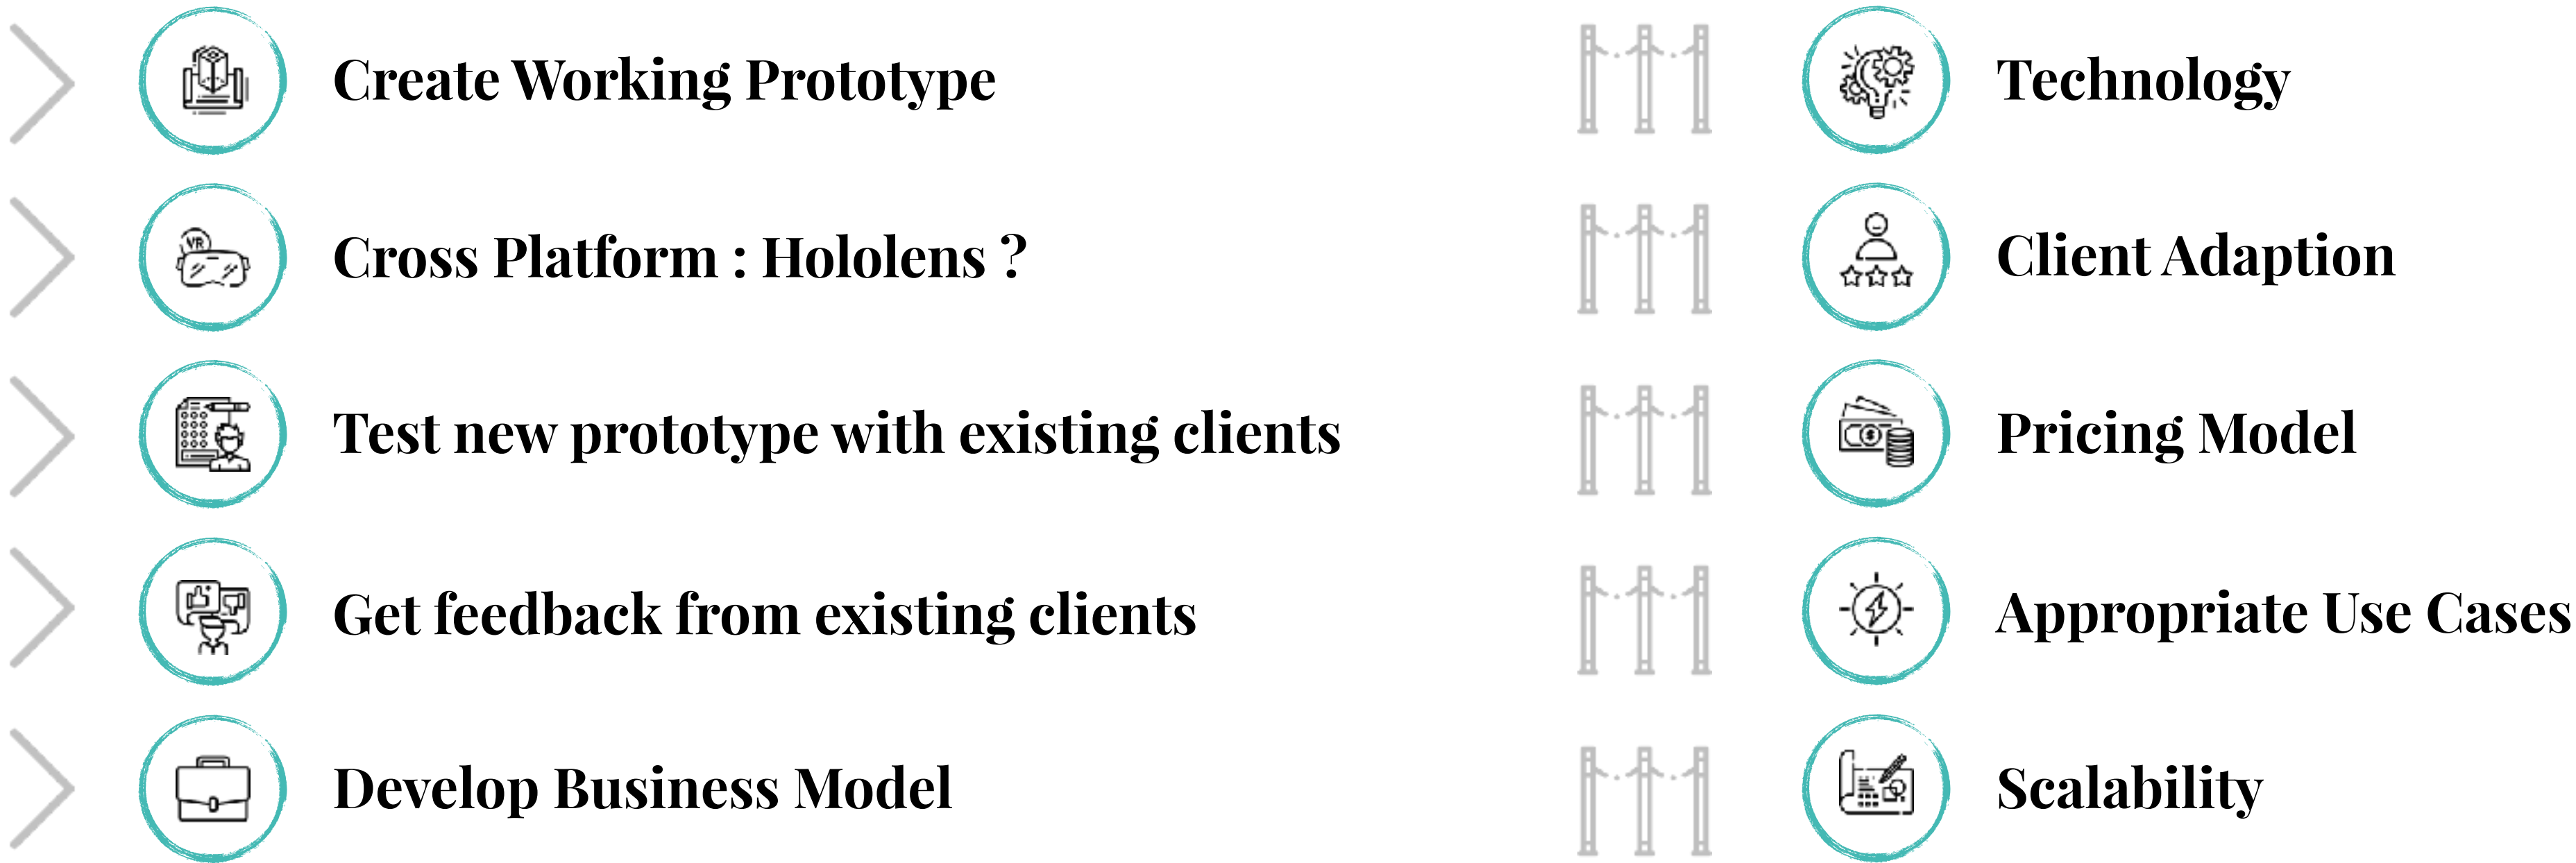 Create Working Prototype
Technology
VR
Cross Platform : Hololens ?
Client Adaption
Test new prototype with existing clients
Pricing Model
Get feedback from existing clients
Appropriate Use Cases
Develop Business Model
Scalability